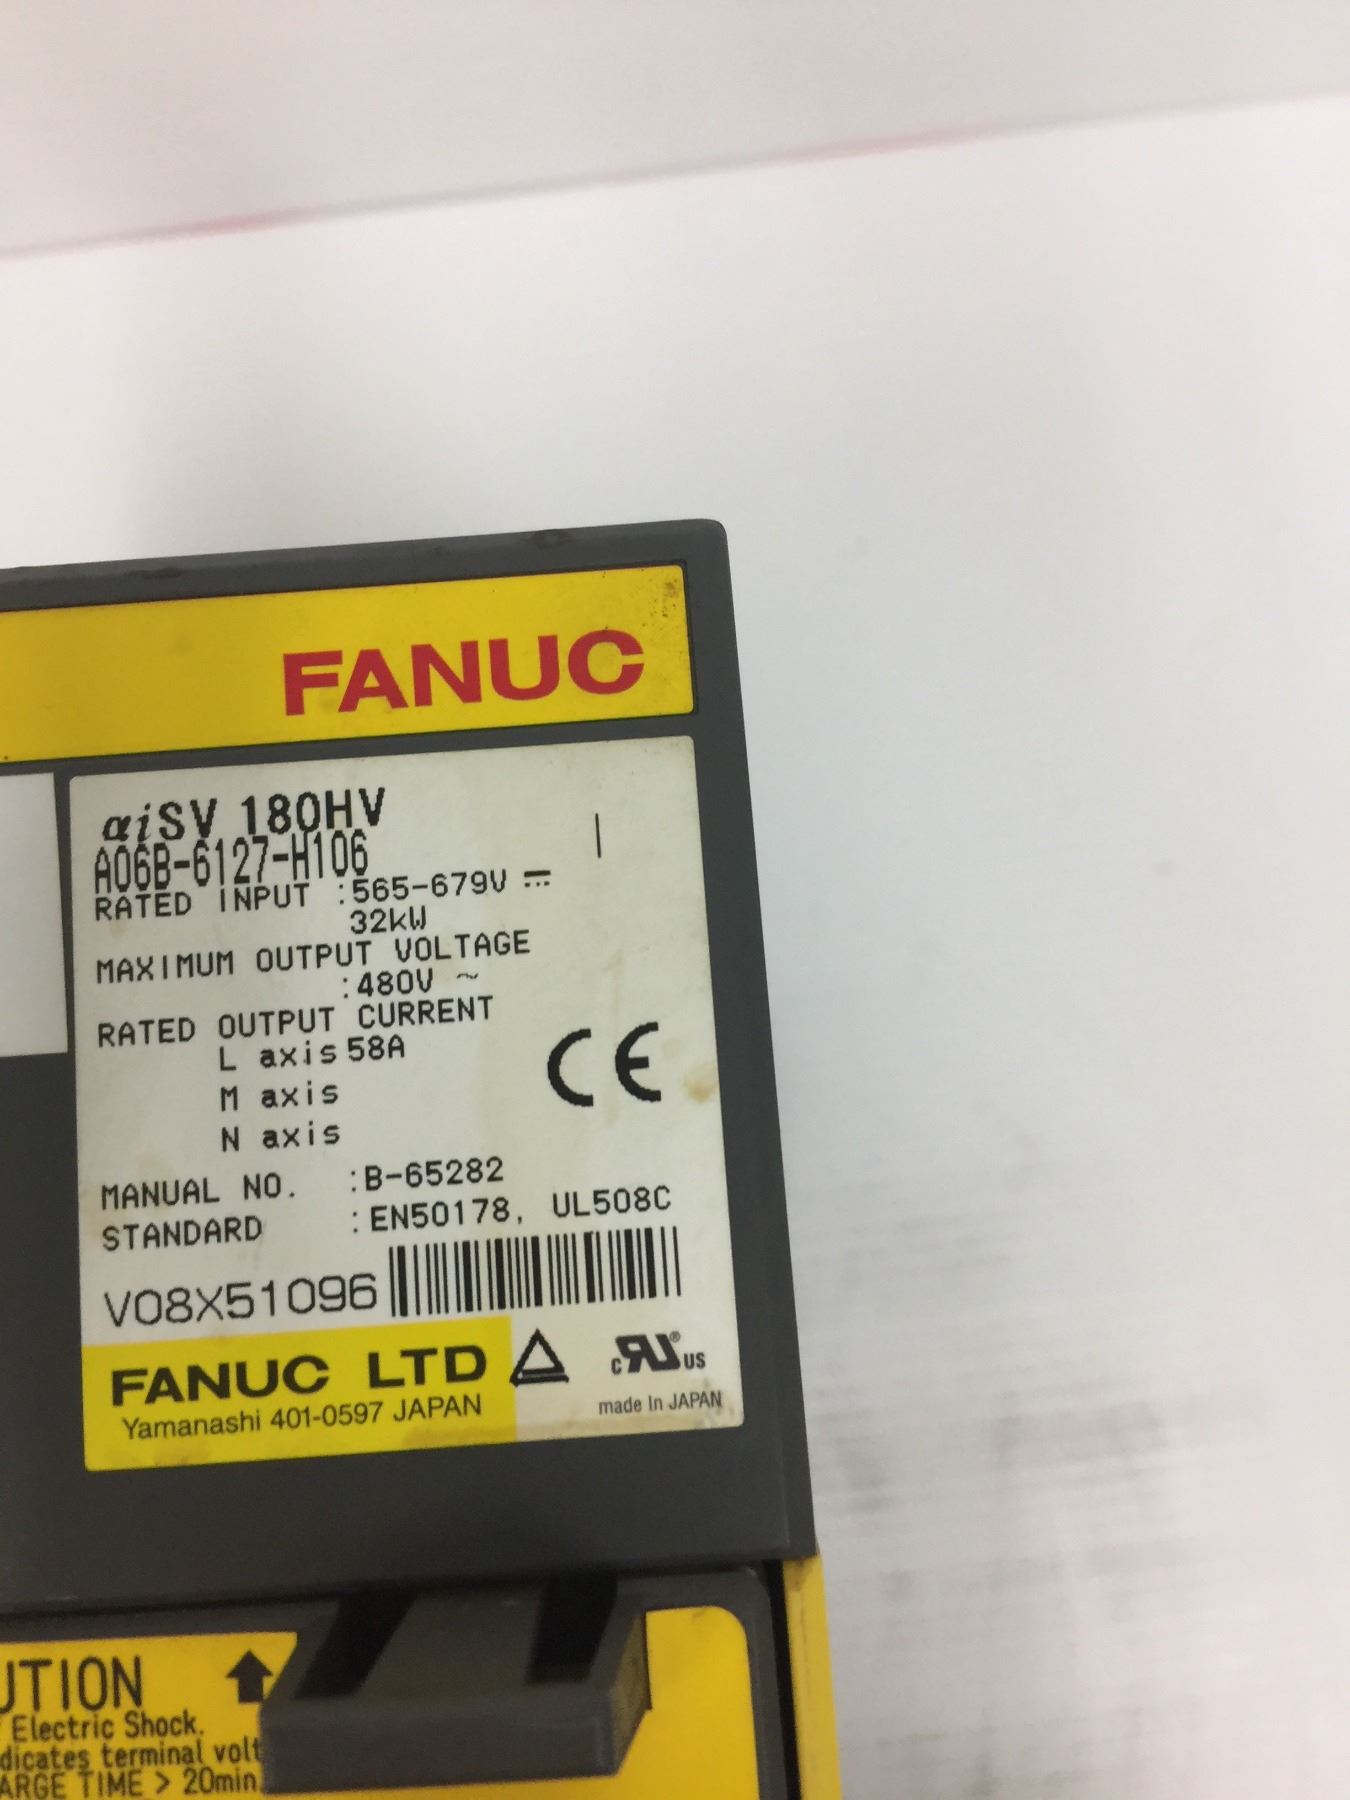 FANUC
αiSV 180HV
A06B-6127-H106
RATED INPUT :565-679V ⎓
32kW
MAXIMUM OUTPUT VOLTAGE
:480V ~
RATED OUTPUT CURRENT
L axis 58A
M axis
N axis
CE
MANUAL NO. :B-65282
STANDARD :EN50178, UL508C
V08X51096
FANUC LTD
Yamanashi 401-0597 JAPAN
c RU ® US
made In JAPAN
UTION
Electric Shock.
dicates terminal volt
ARGE TIME > 20min.